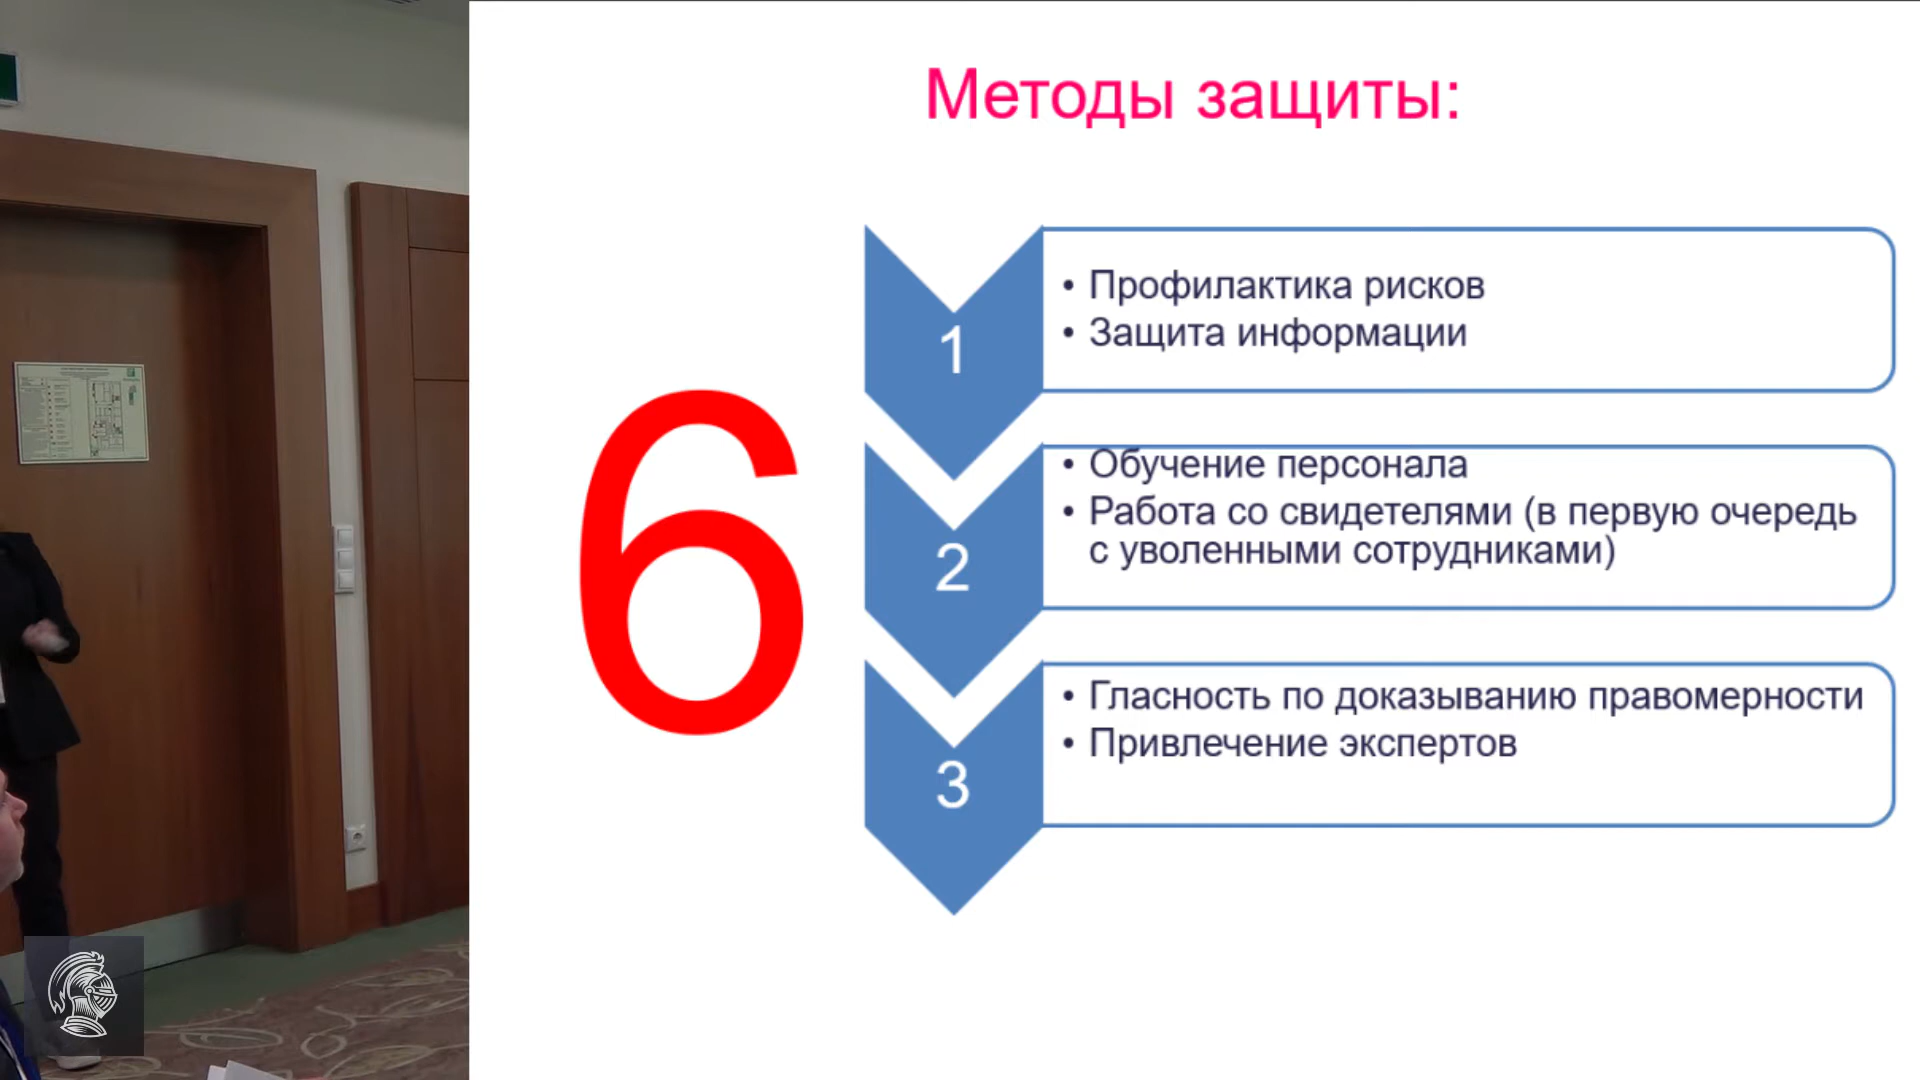 Методы защиты:
6
1
• Профилактика рисков
• Защита информации
2
• Обучение персонала
• Работа со свидетелями (в первую очередь
с уволенными сотрудниками)
3
• Гласность по доказыванию правомерности
• Привлечение экспертов